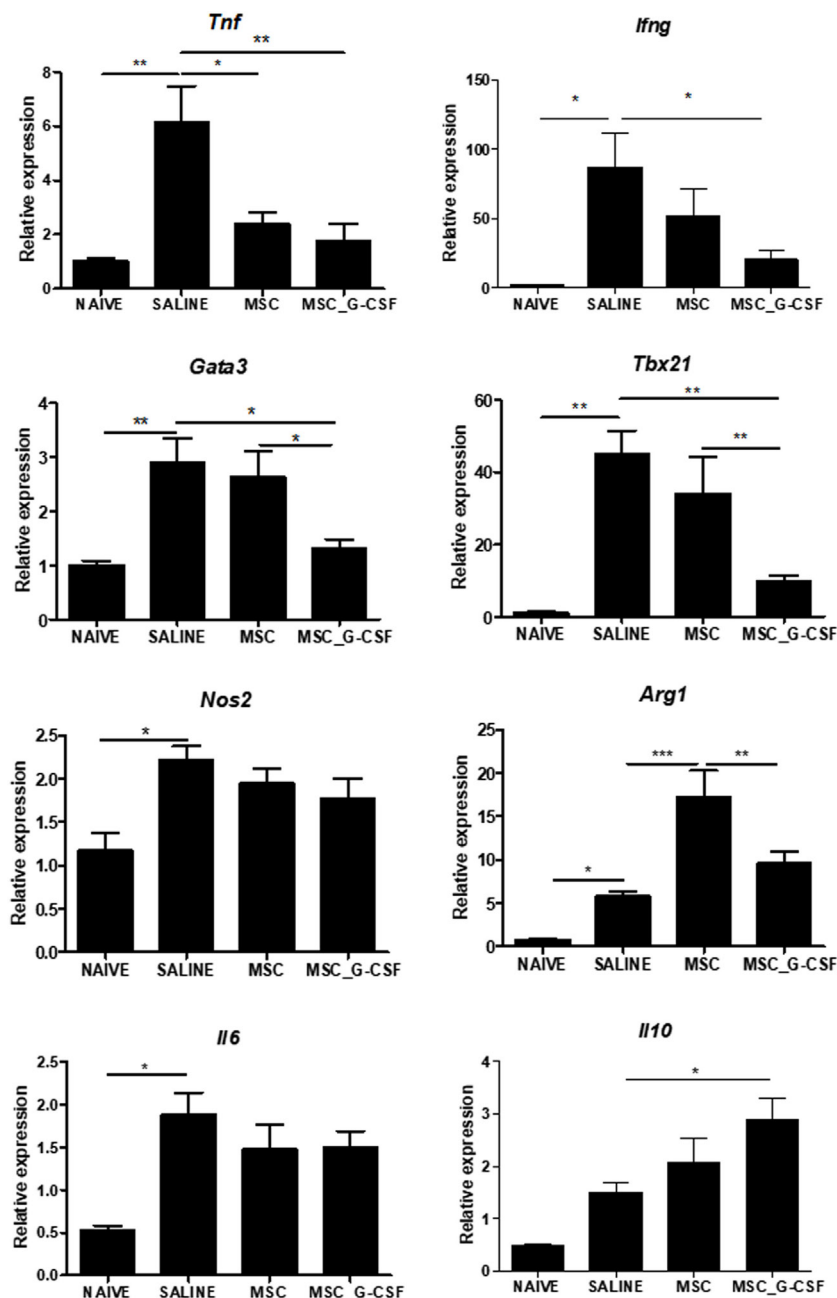 Tnf
**
** *
8
6
4
2
0
Relative expression
NAIVE SALINE MSC MSC_G-CSF
Ifng
* *
150
100
50
0
Relative expression
NAIVE SALINE MSC MSC_G-CSF
Gata3
** *
*
4
3
2
1
0
Relative expression
NAIVE SALINE MSC MSC_G-CSF
Tbx21
**
** **
60
40
20
0
Relative expression
NAIVE SALINE MSC MSC_G-CSF
Nos2
*
2.5
2.0
1.5
1.0
0.5
0.0
Relative expression
NAIVE SALINE MSC MSC_G-CSF
Arg1
*** **
*
25
20
15
10
5
0
Relative expression
NAIVE SALINE MSC MSC_G-CSF
Il6
*
2.5
2.0
1.5
1.0
0.5
0.0
Relative expression
NAIVE SALINE MSC MSC_G-CSF
Il10
*
4
3
2
1
0
Relative expression
NAIVE SALINE MSC MSC_G-CSF